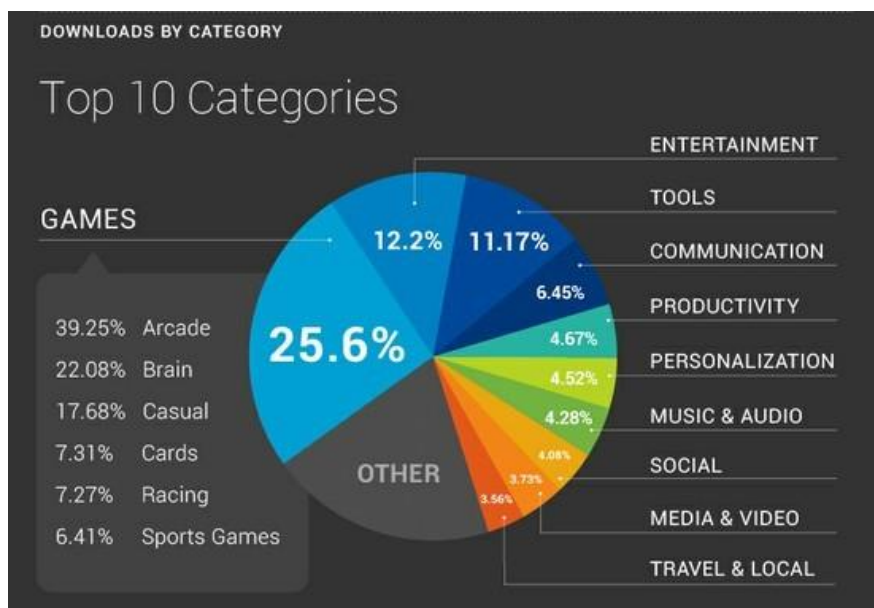 DOWNLOADS BY CATEGORY
Top 10 Categories
GAMES
39.25% Arcade
22.08% Brain
17.68% Casual
7.31% Cards
7.27% Racing
6.41% Sports Games
25.6%
12.2%
11.17%
6.45%
4.67%
4.52%
4.28%
4.08%
3.73%
3.56%
OTHER
ENTERTAINMENT
TOOLS
COMMUNICATION
PRODUCTIVITY
PERSONALIZATION
MUSIC & AUDIO
SOCIAL
MEDIA & VIDEO
TRAVEL & LOCAL